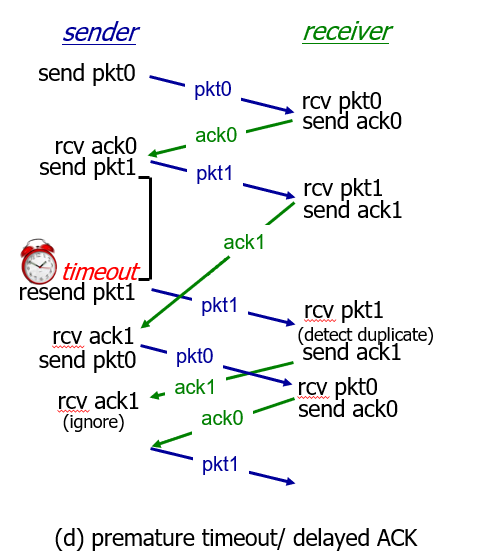 sender receiver
send pkt0
pkt0
rcv pkt0
send ack0
ack0
rcv ack0
send pkt1
pkt1
rcv pkt1
send ack1
ack1
timeout
resend pkt1
pkt1
rcv pkt1
(detect duplicate)
send ack1
rcv ack1
send pkt0
pkt0
rcv pkt0
send ack0
ack1
rcv ack1
(ignore)
ack0
pkt1
(d) premature timeout/ delayed ACK